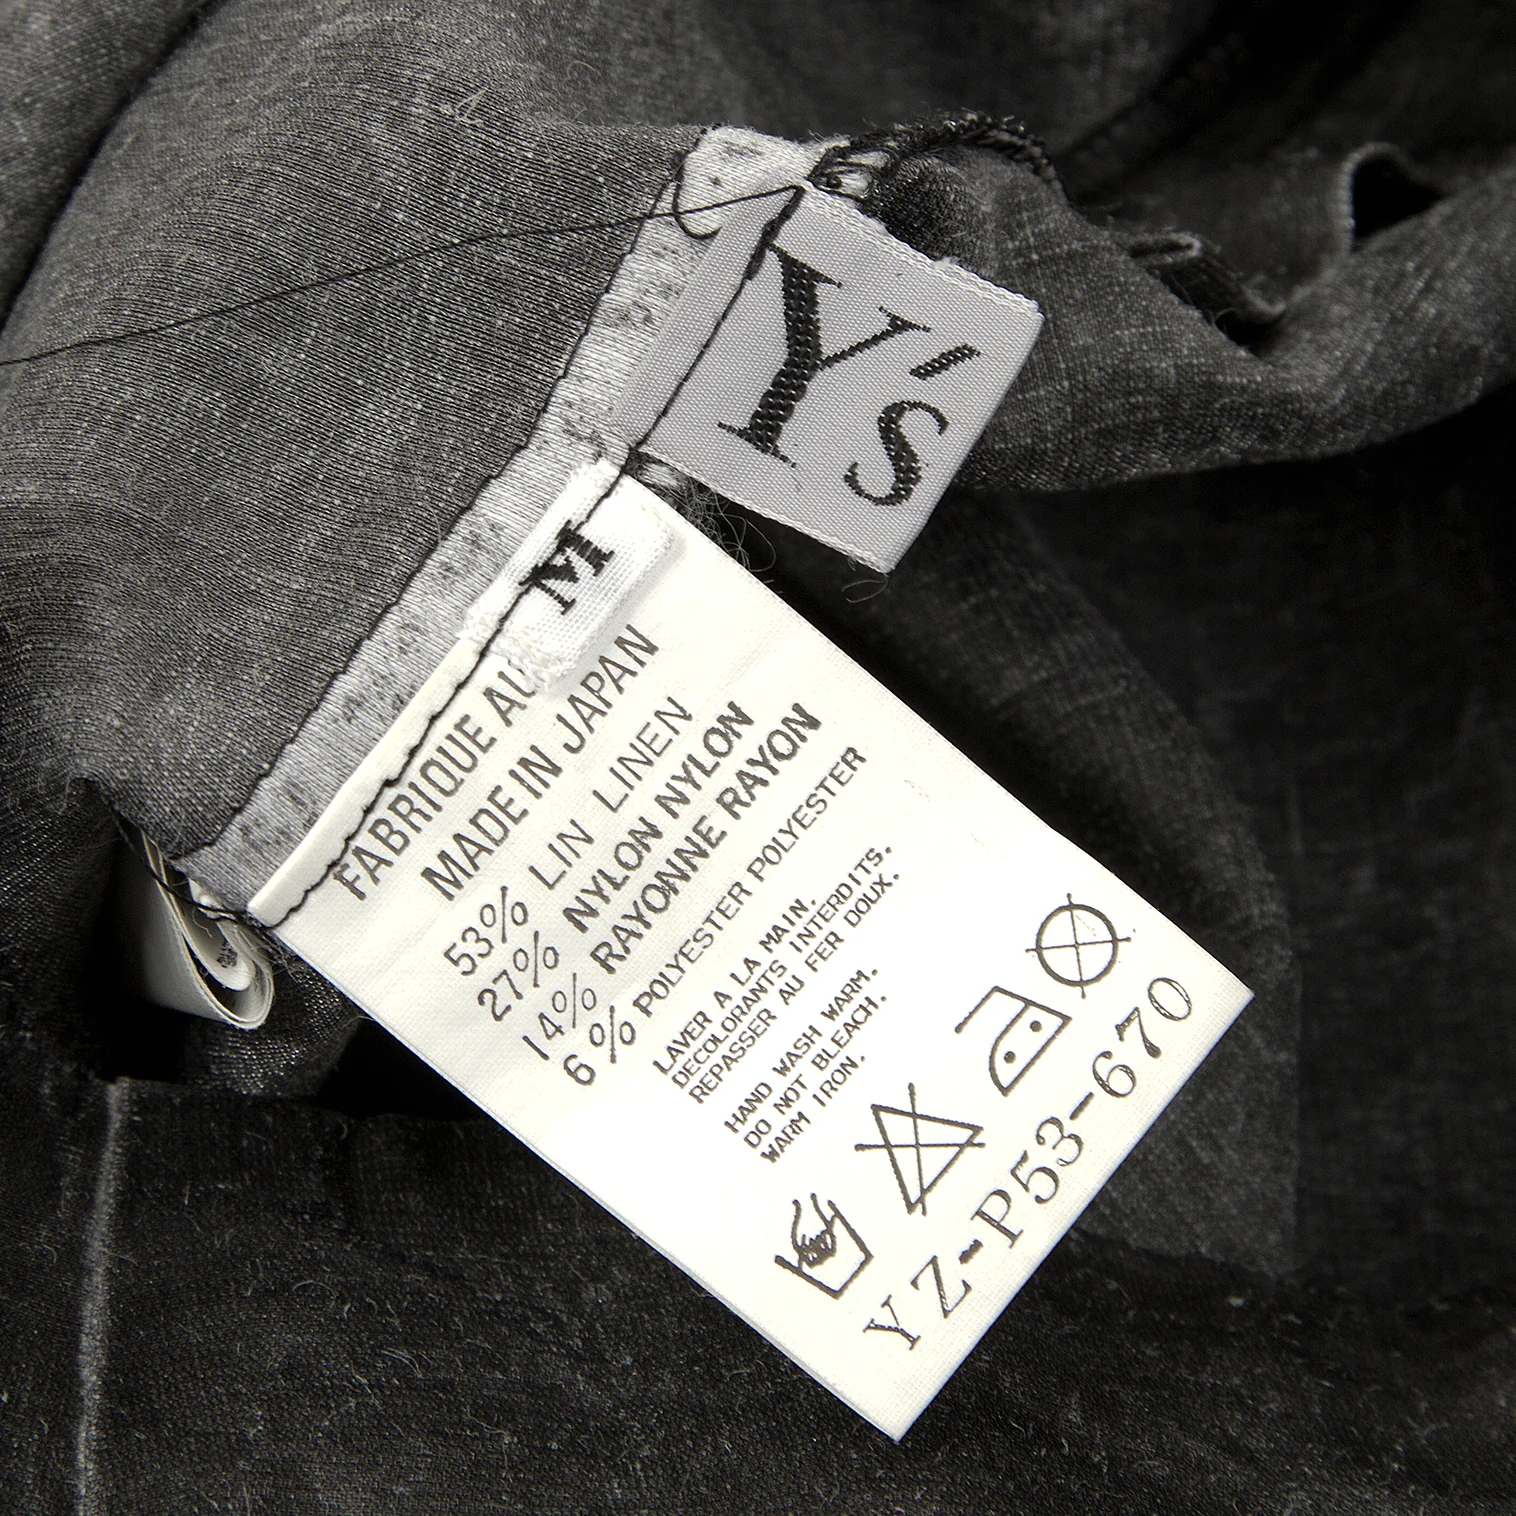 Y's
M
FABRIQUE AU
MADE IN JAPAN
53% LIN LINEN
27% NYLON NYLON
14% RAYONNE RAYON
6% POLYESTER POLYESTER
LAVER A LA MAIN.
DECOLORANTS INTERDITS.
REPASSER AU FER DOUX.
HAND WASH WARM.
DO NOT BLEACH.
WARM IRON.
YZ-P53-670